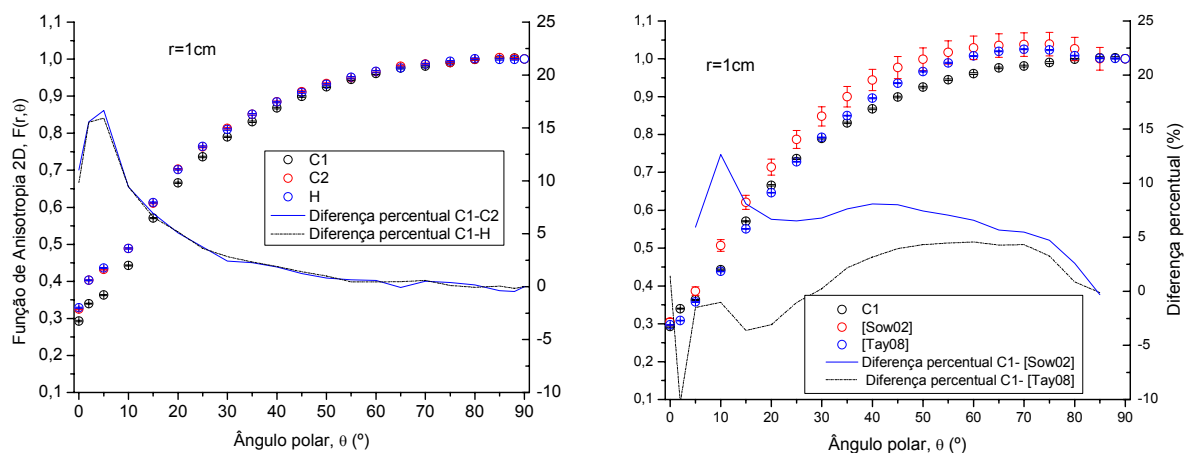 r=1cm
Função de Anisotropia 2D, F(r,θ)
1,1
1,0
0,9
0,8
0,7
0,6
0,5
0,4
0,3
0,2
0,1
25
20
15
10
5
0
-5
-10
C1
C2
H
Diferença percentual C1-C2
Diferença percentual C1-H
0 10 20 30 40 50 60 70 80 90
Ângulo polar, θ (º)
r=1cm
1,1
1,0
0,9
0,8
0,7
0,6
0,5
0,4
0,3
0,2
0,1
25
20
15
10
5
0
-5
-10
Diferença percentual (%)
C1
[Sow02]
[Tay08]
Diferença percentual C1- [Sow02]
Diferença percentual C1- [Tay08]
0 10 20 30 40 50 60 70 80 90
Ângulo polar, θ (º)